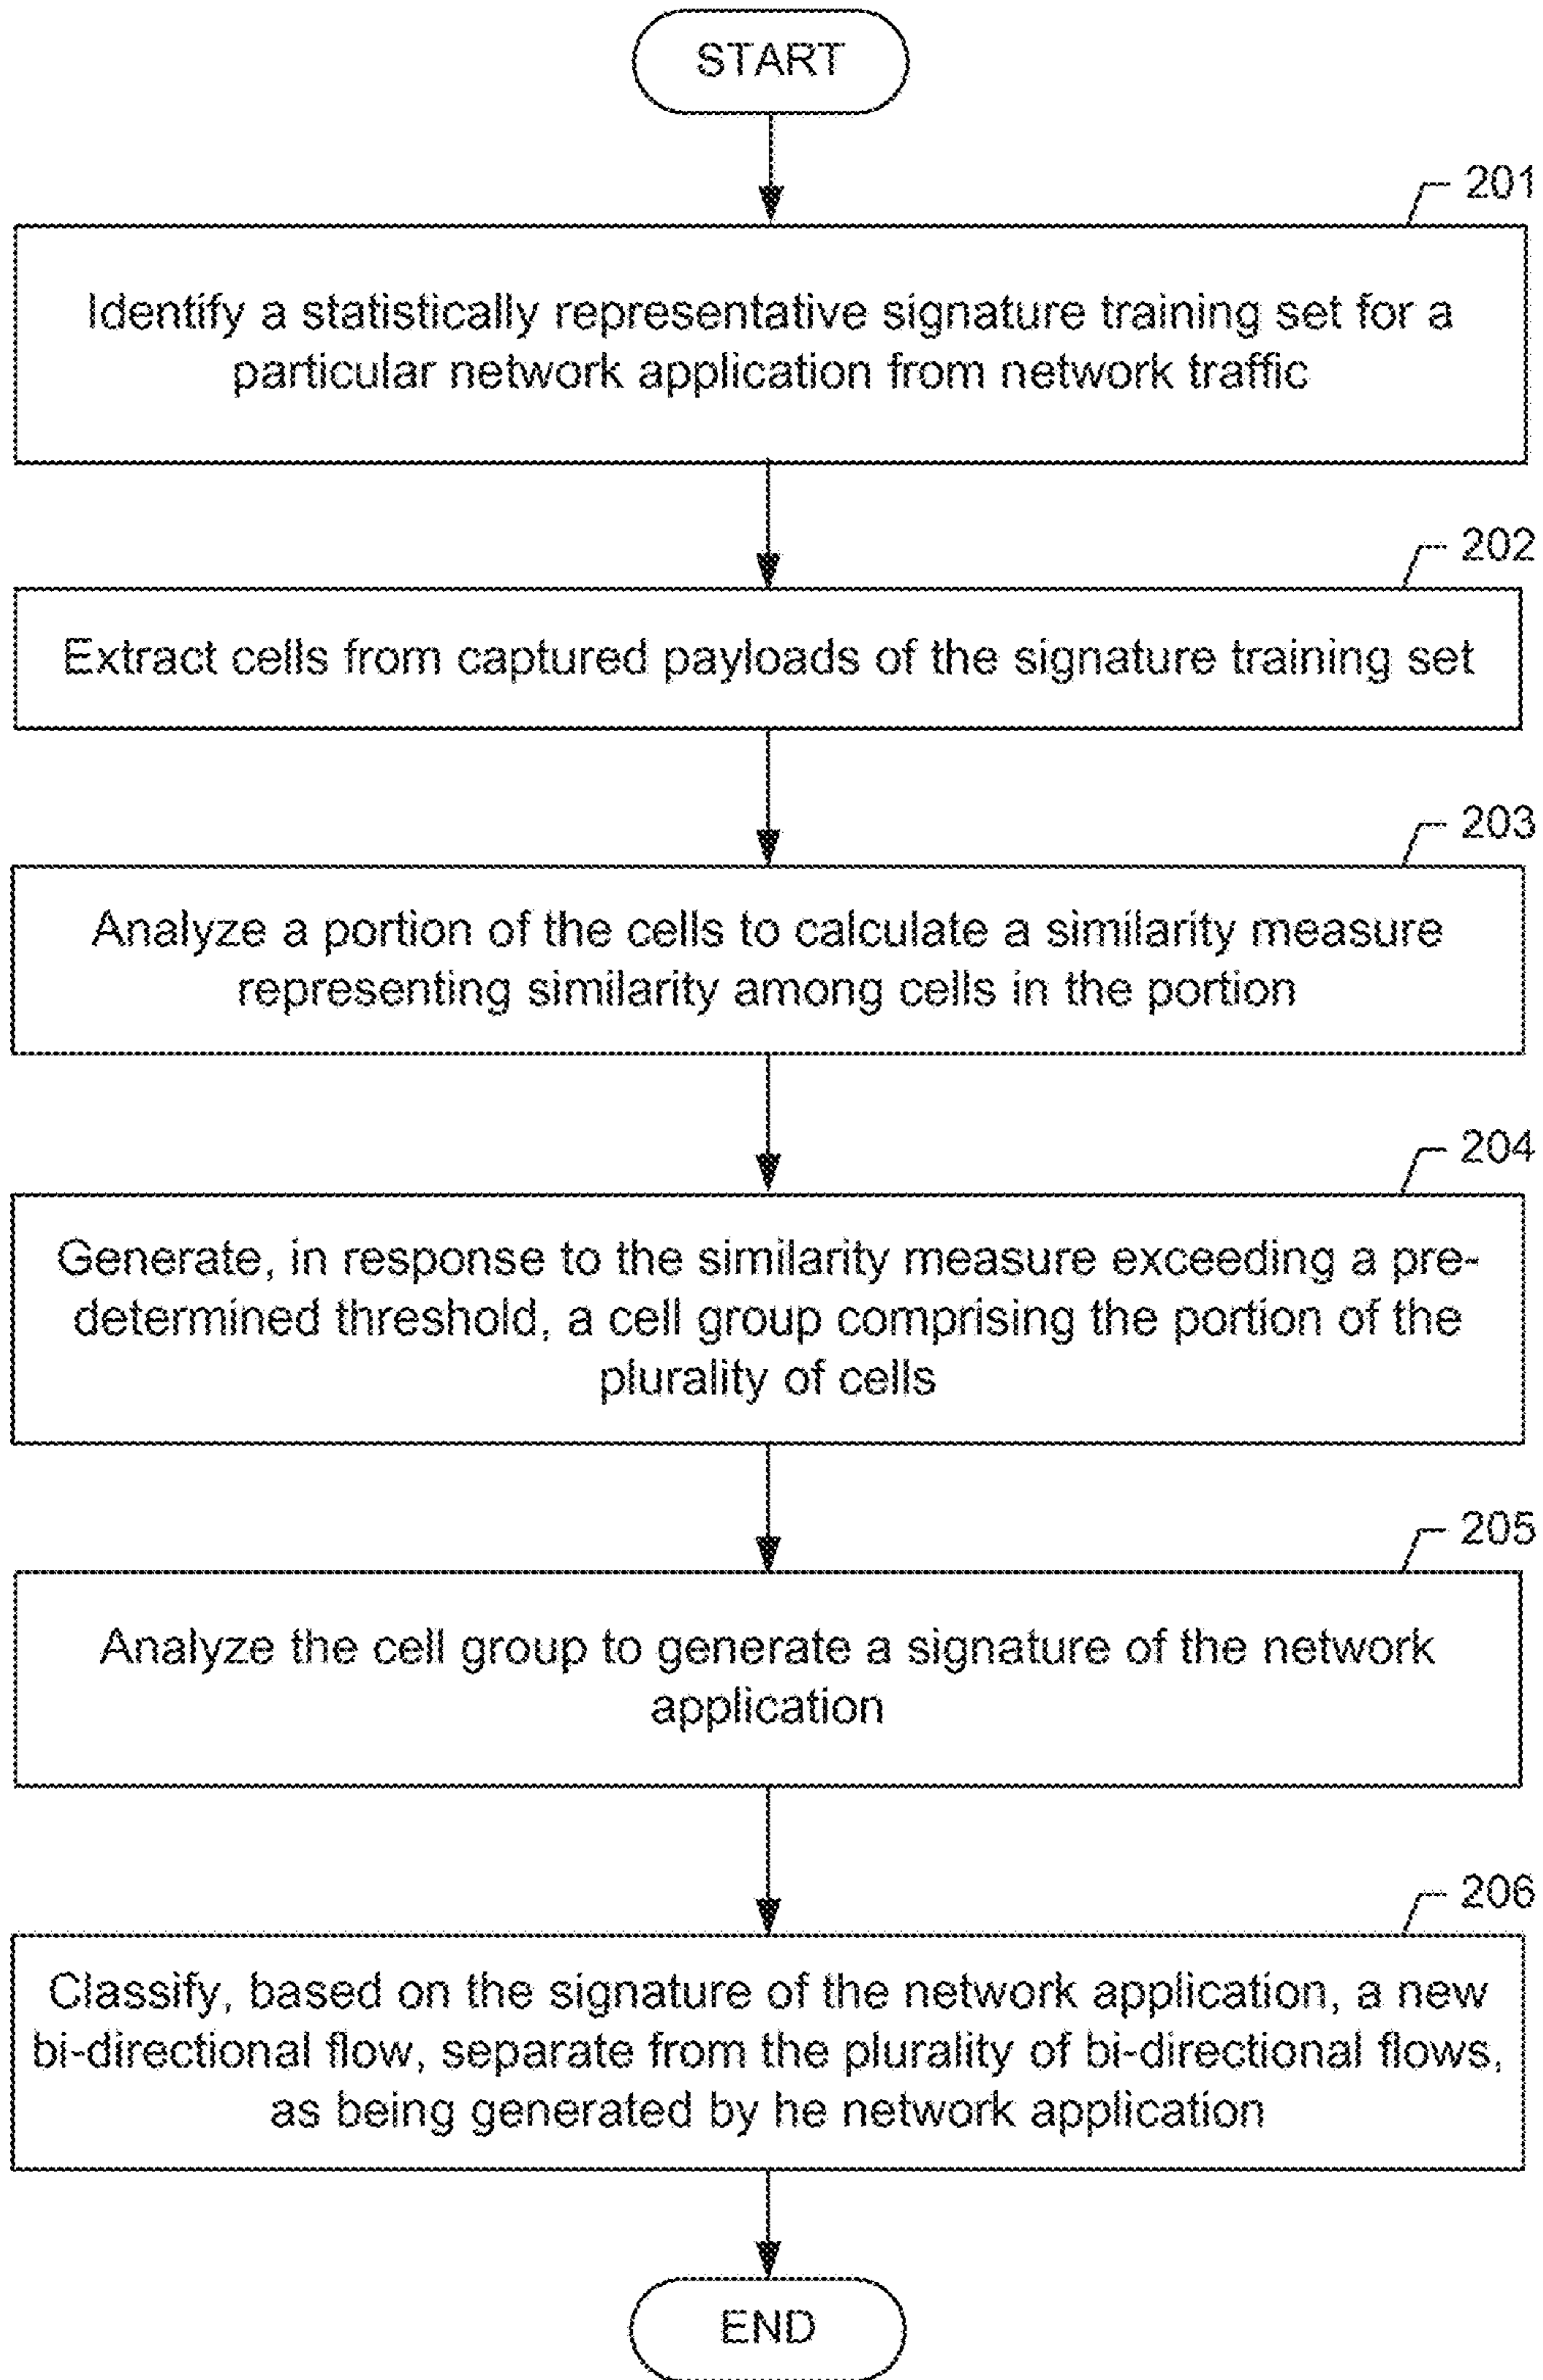 START
201
Identify a statistically representative signature training set for a
particular network application from network traffic
202
Extract cells from captured payloads of the signature training set
203
Analyze a portion of the cells to calculate a similarity measure
representing similarity among cells in the portion
204
Generate, in response to the similarity measure exceeding a pre-
determined threshold, a cell group comprising the portion of the
plurality of cells
205
Analyze the cell group to generate a signature of the network
application
206
Classify, based on the signature of the network application, a new
bi-directional flow, separate from the plurality of bi-directional flows,
as being generated by he network application
END